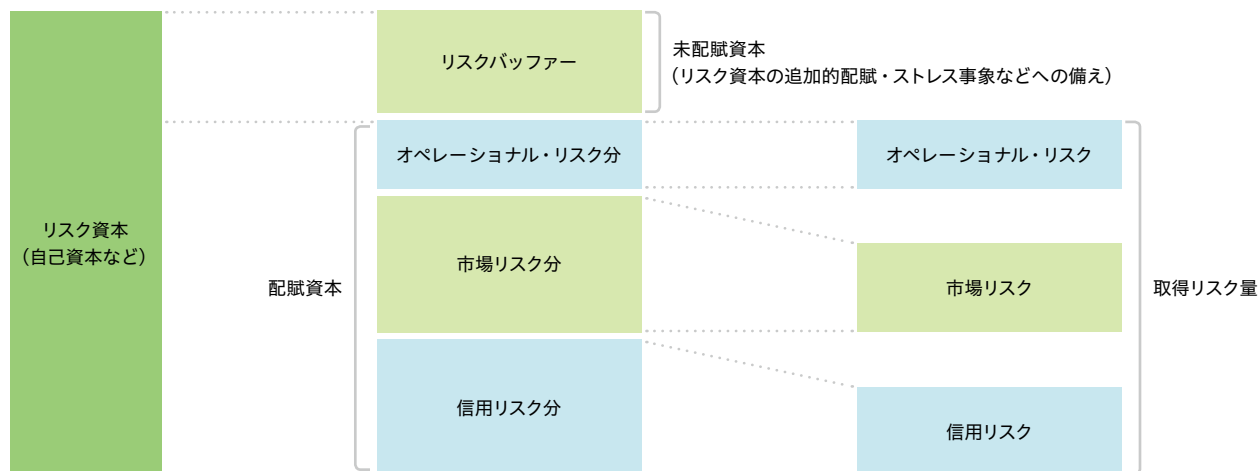 リスク資本
（自己資本など）
リスクバッファー
未配賦資本
（リスク資本の追加的配賦・ストレス事象などへの備え）
配賦資本
オペレーショナル・リスク分
市場リスク分
信用リスク分
オペレーショナル・リスク
市場リスク
信用リスク
取得リスク量